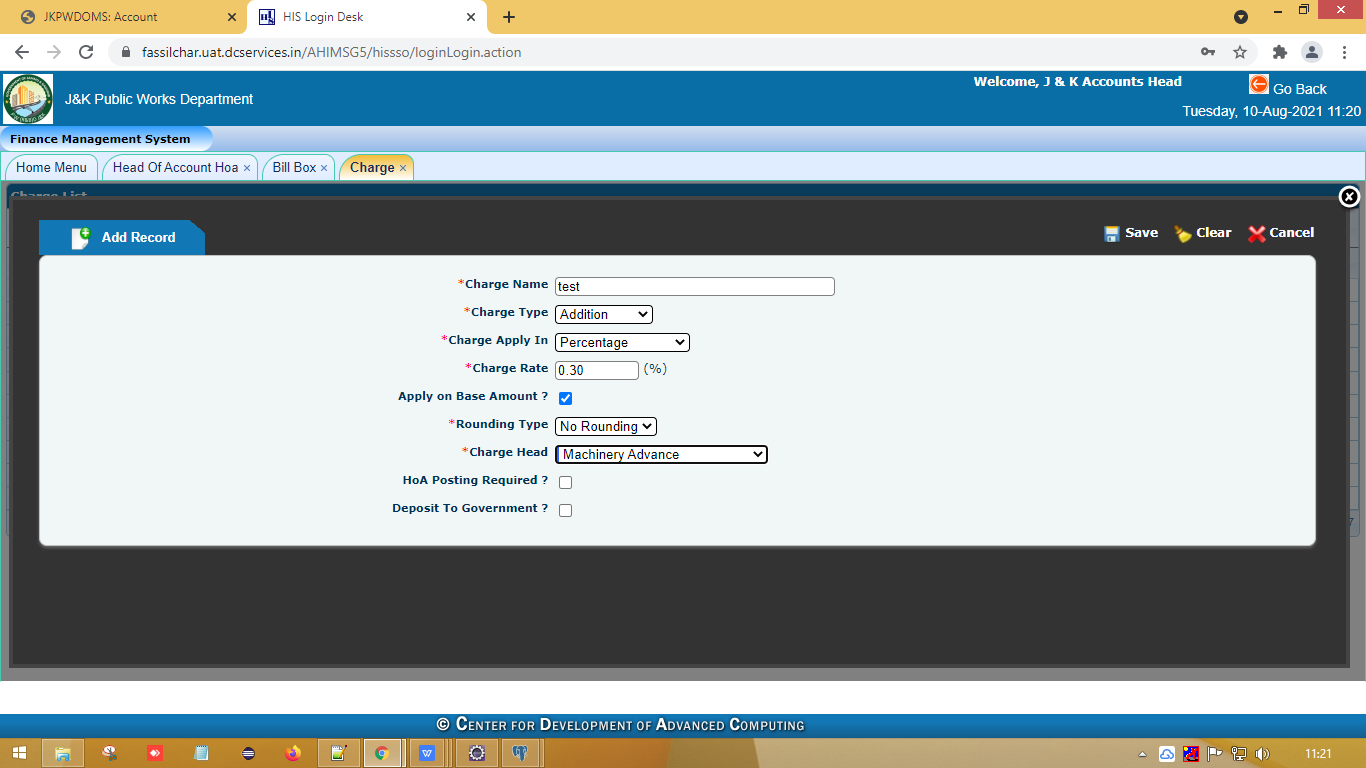 JKPWDOMS: Account
HIS Login Desk
fassilchar.uat.dcservices.in/AHIMSG5/hissso/loginLogin.action
J&K Public Works Department
Welcome, J & K Accounts Head
Go Back
Tuesday, 10-Aug-2021 11:20
Finance Management System
Home Menu
Head Of Account Hoa ×
Bill Box ×
Charge ×
Charge List
Add Record
Save
Clear
Cancel
*Charge Name test
*Charge Type Addition
*Charge Apply In Percentage
*Charge Rate 0.30 (%)
Apply on Base Amount ?
*Rounding Type No Rounding
*Charge Head Machinery Advance
HoA Posting Required ?
Deposit To Government ?
© Center for Development of Advanced Computing
11:21